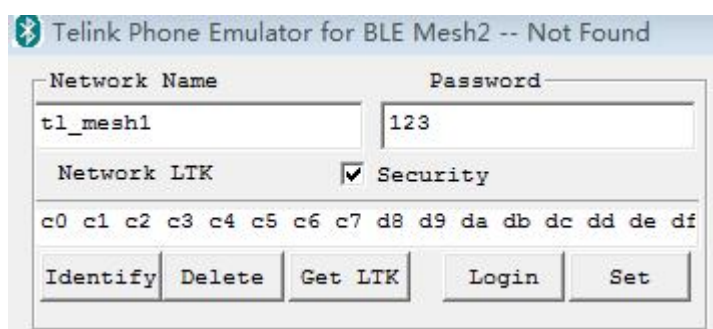 Telink Phone Emulator for BLE Mesh2 -- Not Found
Network Name Password
tl_mesh1 123
Network LTK Security
c0 c1 c2 c3 c4 c5 c6 c7 d8 d9 da db dc dd de df
Identify Delete Get LTK Login Set